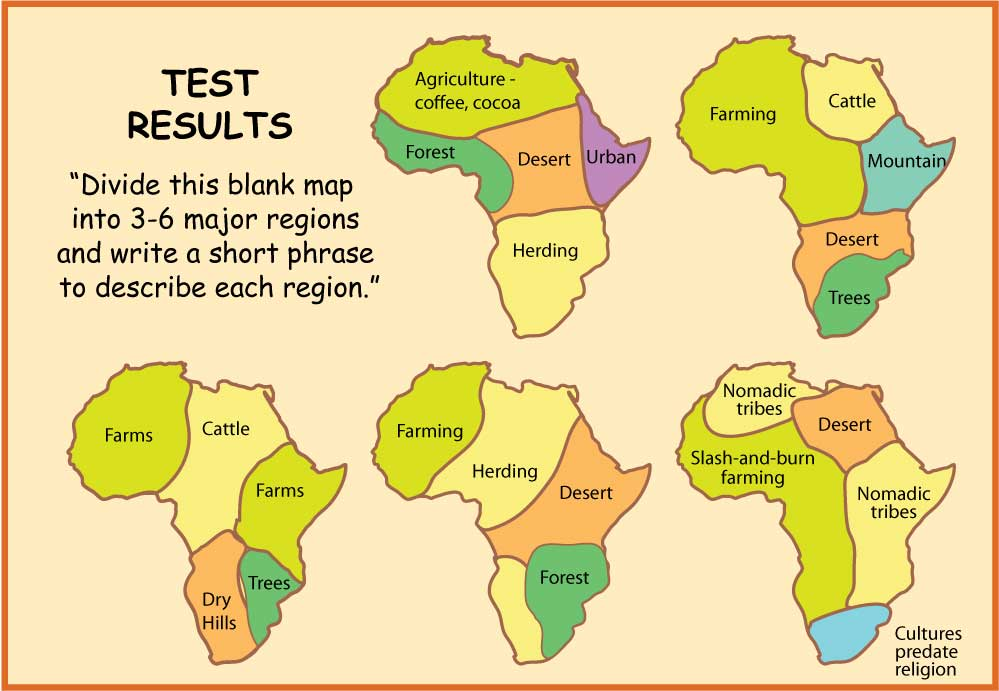 TEST
RESULTS
“Divide this blank map
into 3-6 major regions
and write a short phrase
to describe each region.”
Agriculture -
coffee, cocoa
Forest
Desert
Urban
Herding
Farming
Cattle
Mountain
Desert
Trees
Farms
Cattle
Farms
Trees
Dry
Hills
Farming
Herding
Desert
Forest
Nomadic
tribes
Desert
Slash-and-burn
farming
Nomadic
tribes
Cultures
predate
religion